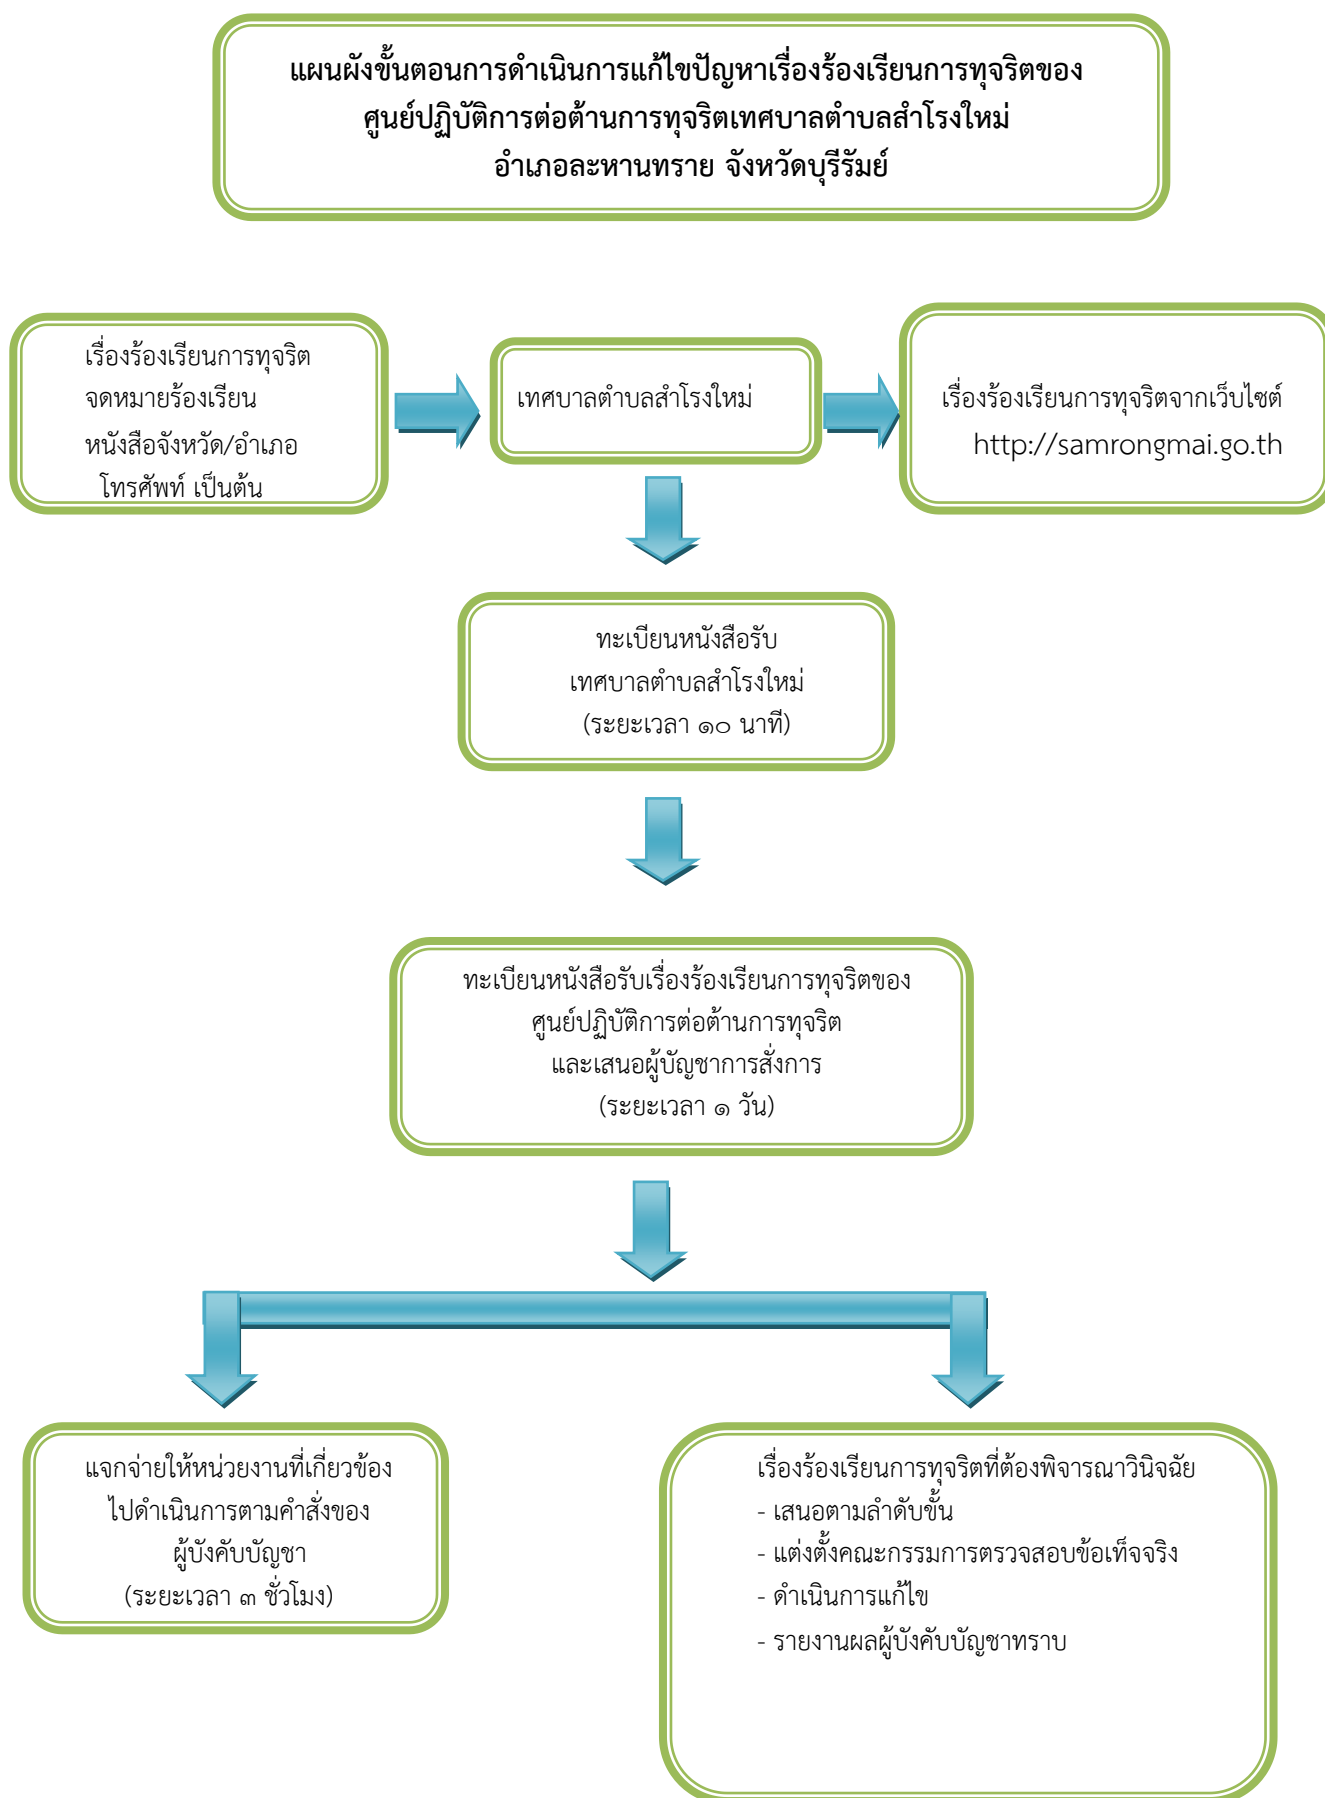 แผนผังขั้นตอนการดำเนินการแก้ไขปัญหาเรื่องร้องเรียนการทุจริตของ
ศูนย์ปฏิบัติการต่อต้านการทุจริตเทศบาลตำบลสำโรงใหม่
อำเภอละหานทราย จังหวัดบุรีรัมย์
เรื่องร้องเรียนการทุจริต
จดหมายร้องเรียน
หนังสือจังหวัด/อำเภอ
โทรศัพท์ เป็นต้น
เทศบาลตำบลสำโรงใหม่
เรื่องร้องเรียนการทุจริตจากเว็บไซต์
http://samrongmai.go.th
ทะเบียนหนังสือรับ
เทศบาลตำบลสำโรงใหม่
(ระยะเวลา ๑๐ นาที)
ทะเบียนหนังสือรับเรื่องร้องเรียนการทุจริตของ
ศูนย์ปฏิบัติการต่อต้านการทุจริต
และเสนอผู้บัญชาการสั่งการ
(ระยะเวลา ๑ วัน)
แจกจ่ายให้หน่วยงานที่เกี่ยวข้อง
ไปดำเนินการตามคำสั่งของ
ผู้บังคับบัญชา
(ระยะเวลา ๓ ชั่วโมง)
เรื่องร้องเรียนการทุจริตที่ต้องพิจารณาวินิจฉัย
- เสนอตามลำดับขั้น
- แต่งตั้งคณะกรรมการตรวจสอบข้อเท็จจริง
- ดำเนินการแก้ไข
- รายงานผลผู้บังคับบัญชาทราบ